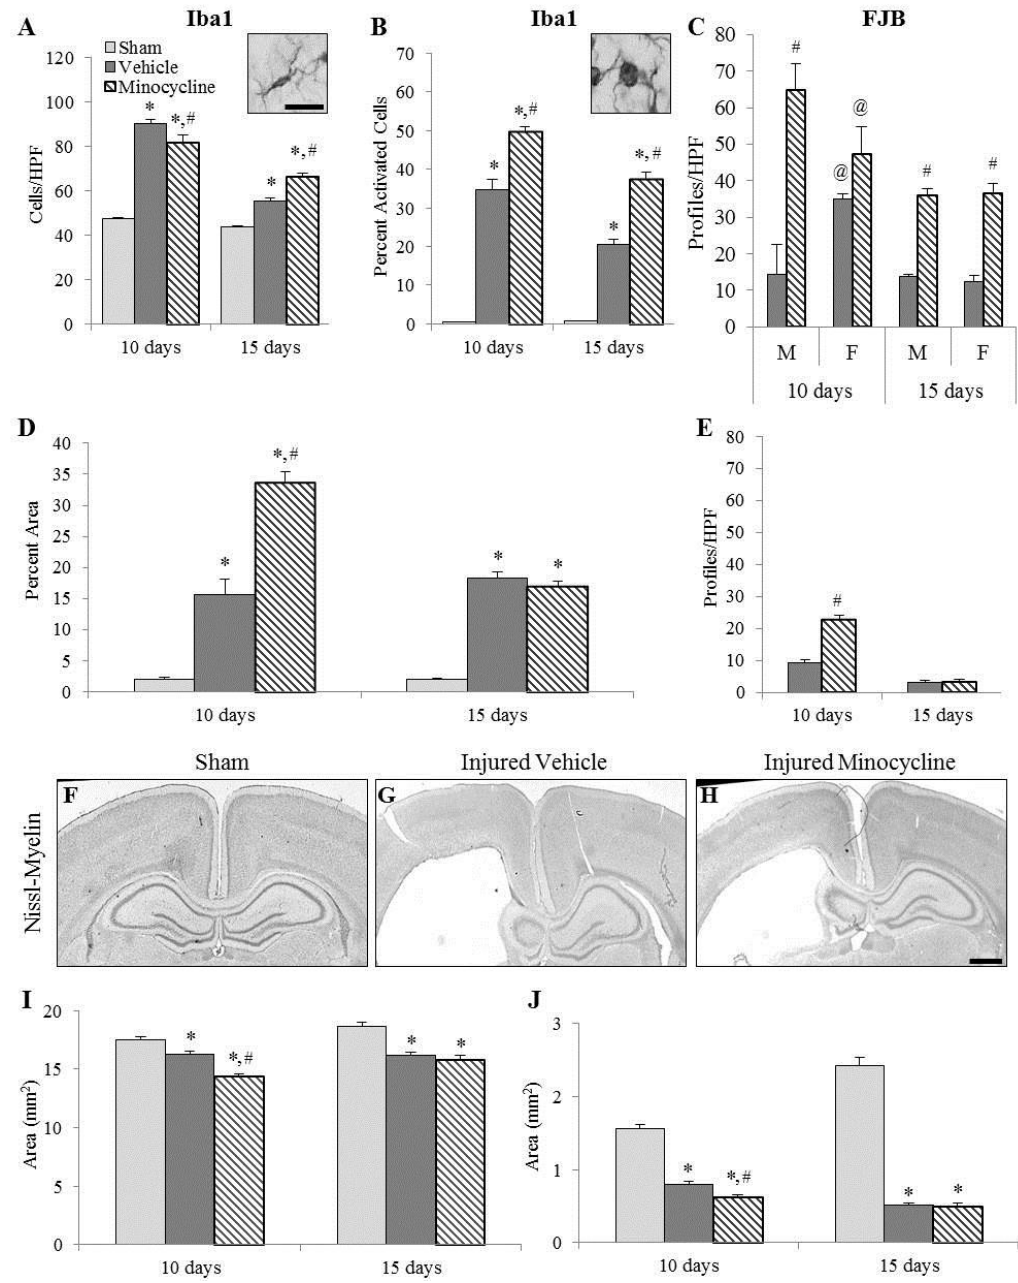 A Iba1
Sham
Vehicle
Minocycline
120
100
80
60
40
20
0
Cells/HPF
*
*,#
*
*,#
10 days 15 days
B Iba1
70
60
50
40
30
20
10
0
Percent Activated Cells
*
*,#
*
*,#
10 days 15 days
C FJB
80
70
60
50
40
30
20
10
0
Profiles/HPF
#
@
@
#
#
M F M F
10 days 15 days
D
40
35
30
25
20
15
10
5
0
Percent Area
*
*,#
*
*
10 days 15 days
E
80
70
60
50
40
30
20
10
0
Profiles/HPF
#
10 days 15 days
Sham Injured Vehicle Injured Minocycline
Nissl-Myelin
F G H
I
20
15
10
5
0
Area (mm²)
*
*,#
*
*
10 days 15 days
J
3
2
1
0
Area (mm²)
*
*,#
*
*
10 days 15 days